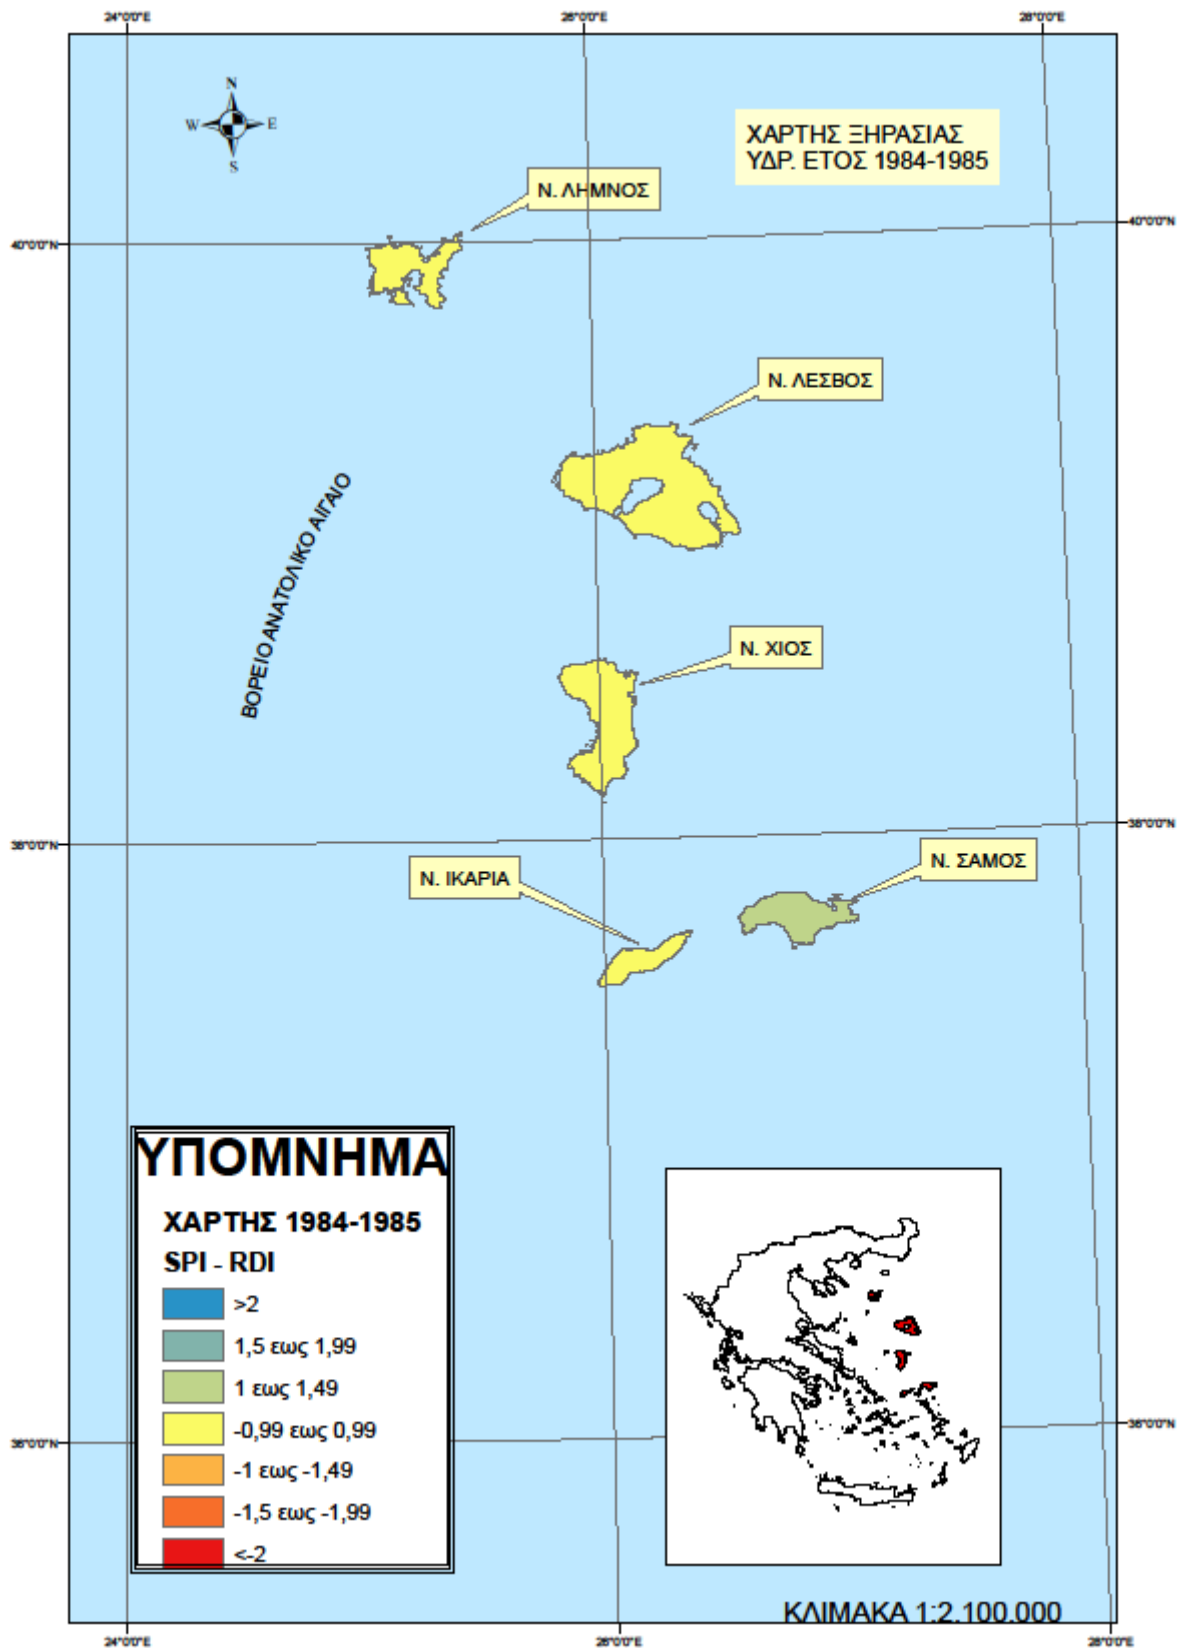 24°0'0"E
26°0'0"E
28°0'0"E
N
W
E
S
ΧΑΡΤΗΣ ΞΗΡΑΣΙΑΣ
ΥΔΡ. ΕΤΟΣ 1984-1985
Ν. ΛΗΜΝΟΣ
40°0'0"N
40°0'0"N
Ν. ΛΕΣΒΟΣ
ΒΟΡΕΙΟ ΑΝΑΤΟΛΙΚΟ ΑΙΓΑΙΟ
Ν. ΧΙΟΣ
38°0'0"N
38°0'0"N
Ν. ΙΚΑΡΙΑ
Ν. ΣΑΜΟΣ
ΥΠΟΜΝΗΜΑ
ΧΑΡΤΗΣ 1984-1985
SPI - RDI
>2
1,5 εως 1,99
1 εως 1,49
-0,99 εως 0,99
-1 εως -1,49
-1,5 εως -1,99
<-2
36°0'0"N
36°0'0"N
ΚΛΙΜΑΚΑ 1:2.100.000
24°0'0"E
26°0'0"E
28°0'0"E